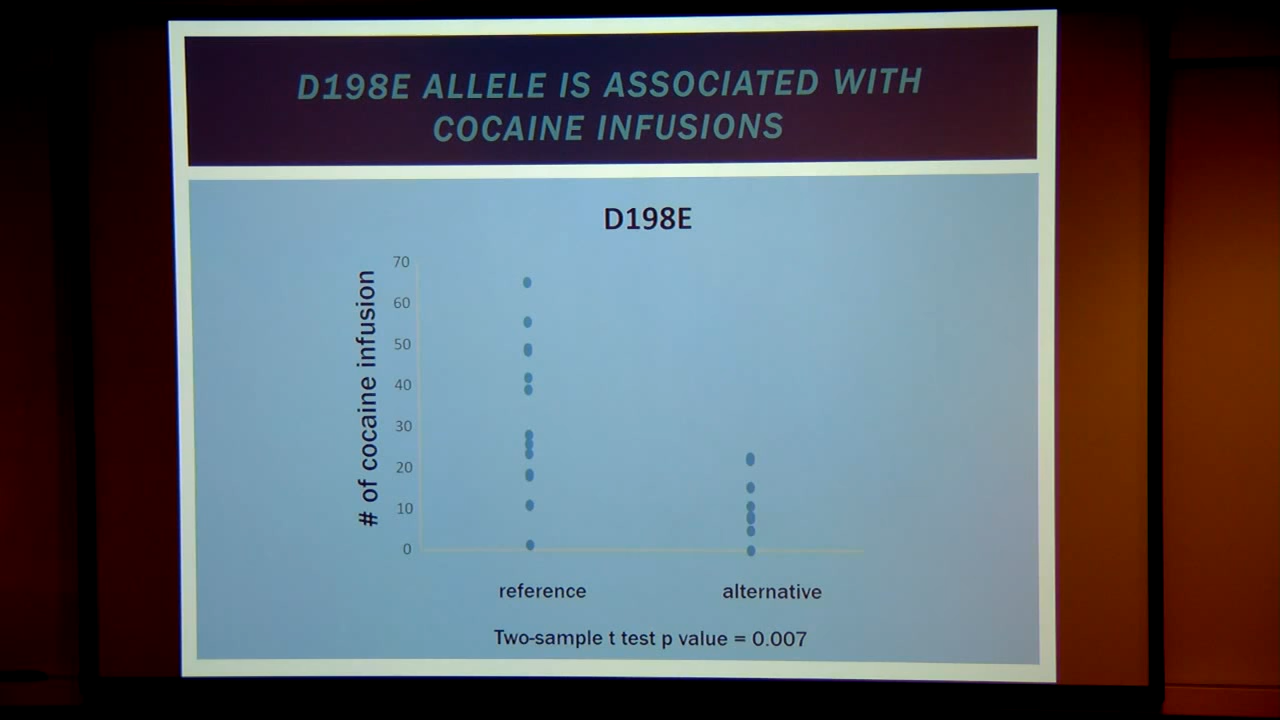 D198E ALLELE IS ASSOCIATED WITH
COCAINE INFUSIONS
D198E
# of cocaine infusion
70
60
50
40
30
20
10
0
reference
alternative
Two-sample t test p value = 0.007